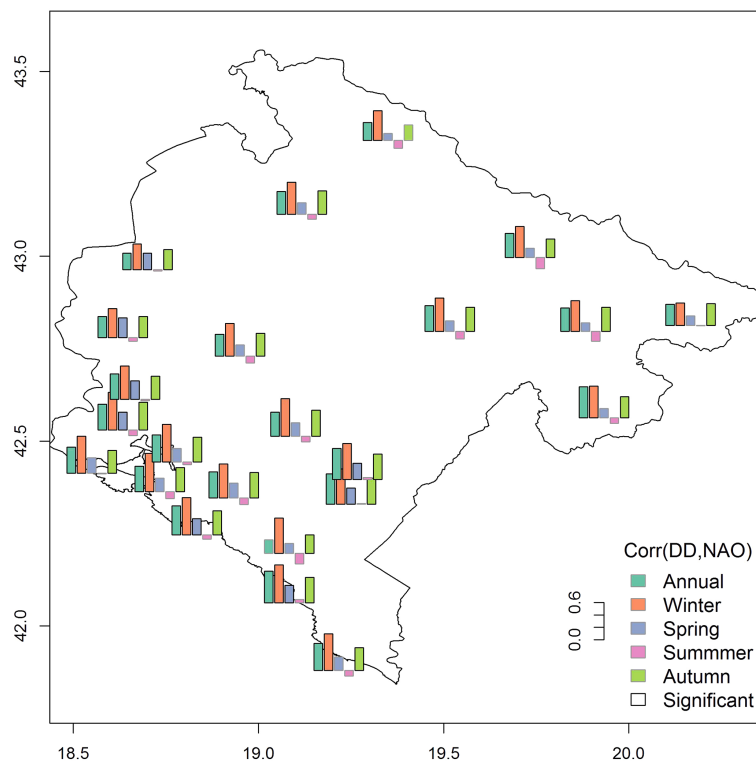 43.5
43.0
42.5
42.0
18.5
19.0
19.5
20.0
0.6
0.0
Corr(DD,NAO)
Annual
Winter
Spring
Summmer
Autumn
Significant